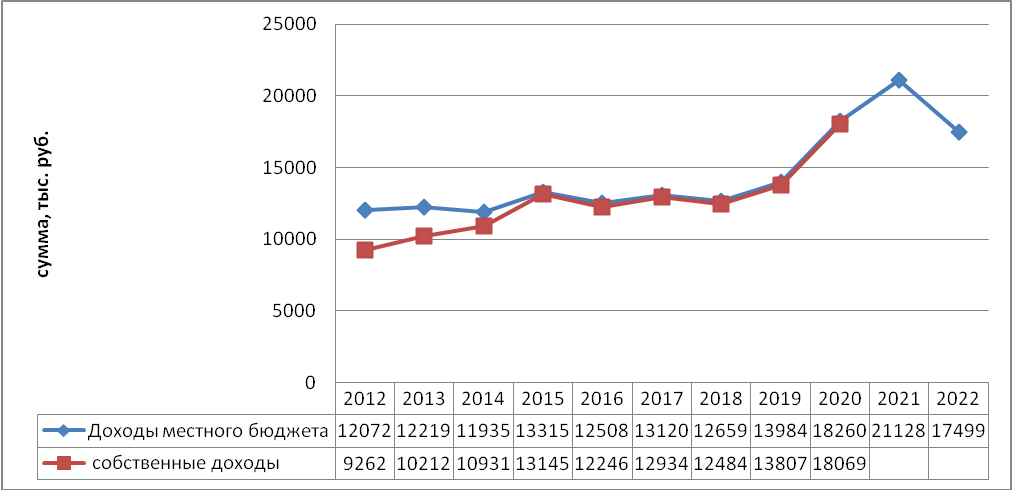 25000
20000
15000
10000
5000
0
сумма, тыс. руб.
2012 2013 2014 2015 2016 2017 2018 2019 2020 2021 2022
Доходы местного бюджета 12072 12219 11935 13315 12508 13120 12659 13984 18260 21128 17499
собственные доходы 9262 10212 10931 13145 12246 12934 12484 13807 18069